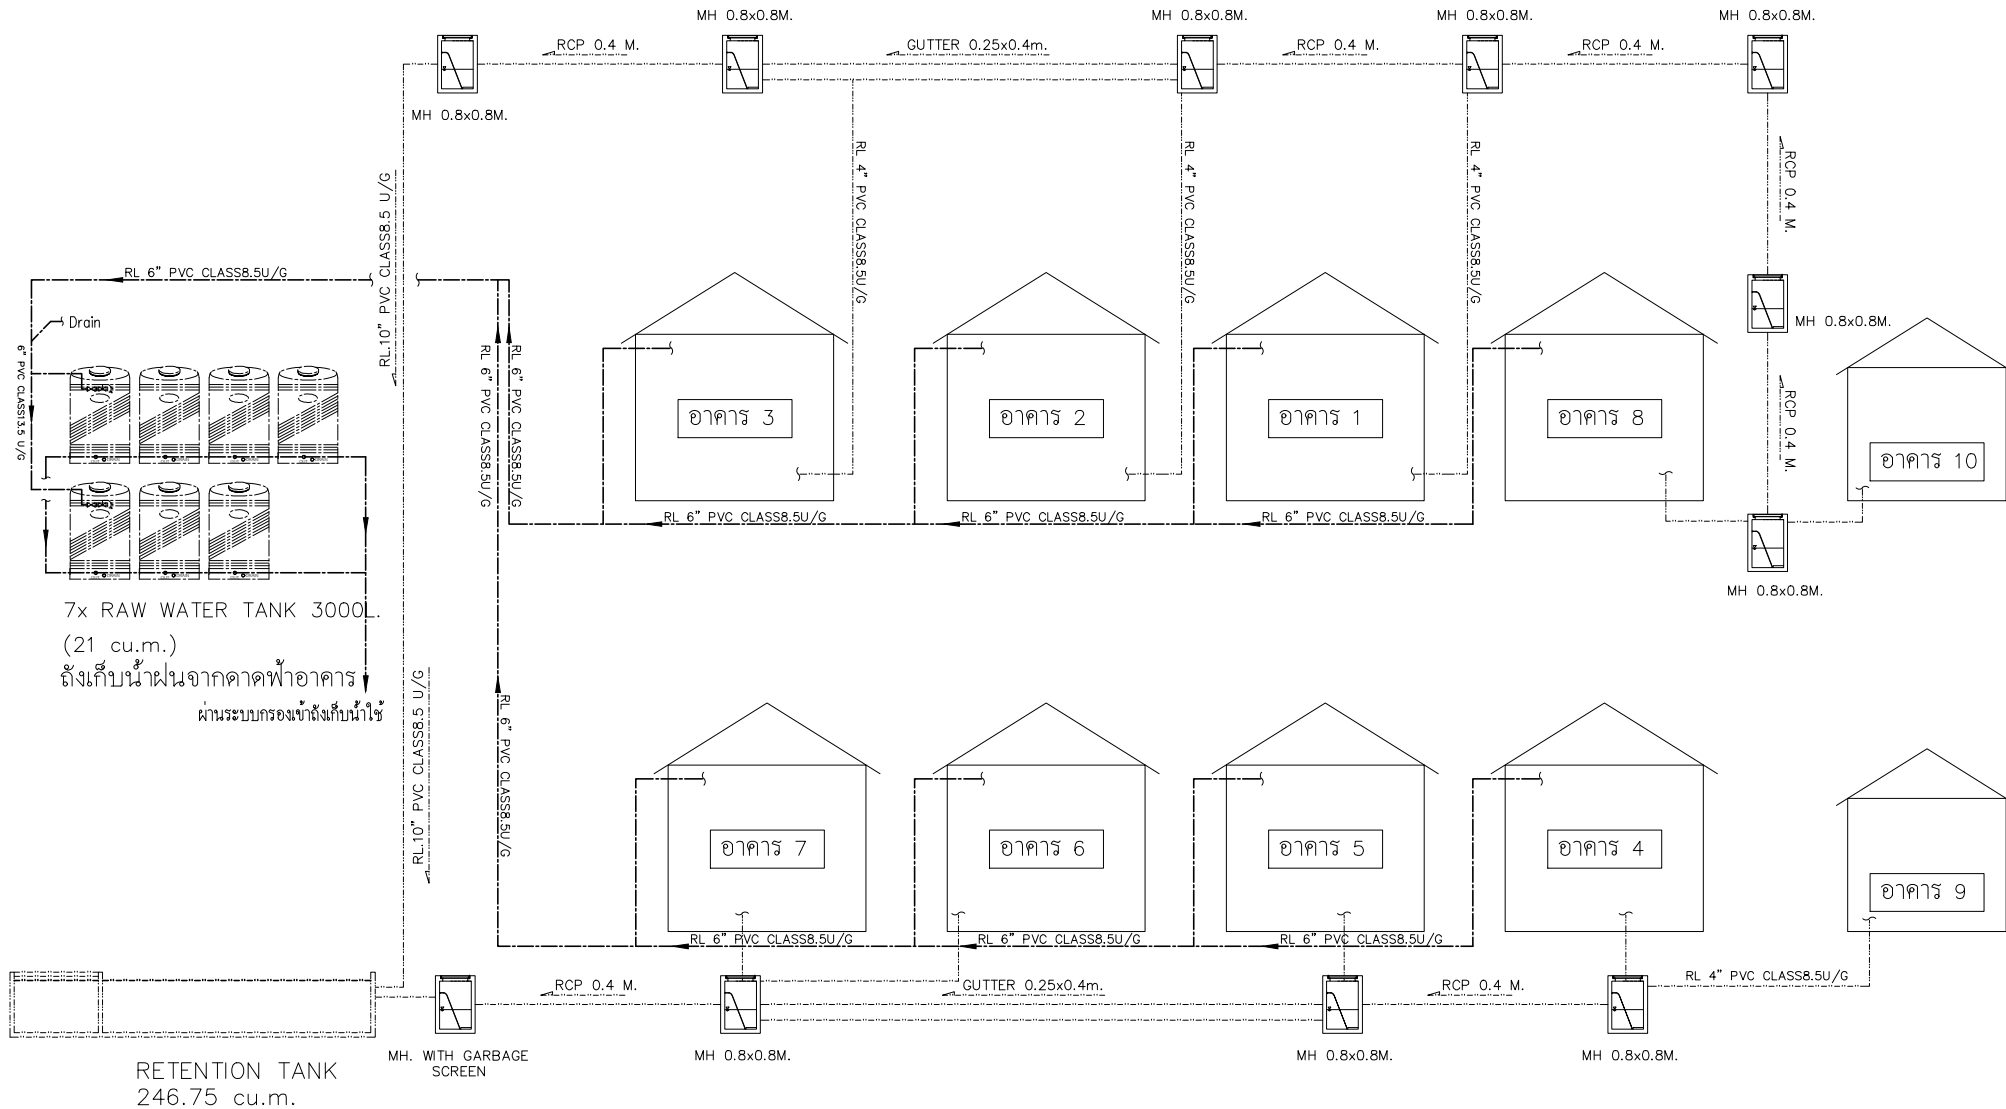 MH 0.8x0.8M.
MH 0.8x0.8M.
MH 0.8x0.8M.
MH 0.8x0.8M.
RCP 0.4 M.
GUTTER 0.25x0.4m.
RCP 0.4 M.
RCP 0.4 M.
MH 0.8x0.8M.
RL.10" PVC CLASS8.5 U/G
RL 4" PVC CLASS8.5U/G
RL 4" PVC CLASS8.5U/G
RL 4" PVC CLASS8.5U/G
RCP 0.4 M.
RL 6" PVC CLASS8.5U/G
Drain
MH 0.8x0.8M.
6" PVC CLASS13.5 U/G
RL 6" PVC CLASS8.5U/G
RL 6" PVC CLASS8.5U/G
RCP 0.4 M.
อาคาร 3
อาคาร 2
อาคาร 1
อาคาร 8
อาคาร 10
RL 6" PVC CLASS8.5U/G
RL 6" PVC CLASS8.5U/G
RL 6" PVC CLASS8.5U/G
MH 0.8x0.8M.
7x RAW WATER TANK 3000L.
(21 cu.m.)
ถังเก็บน้ำฝนจากดาดฟ้าอาคาร
ผ่านระบบกรองเข้าถังเก็บน้ำใช้
RL.10" PVC CLASS8.5 U/G
RL 6" PVC CLASS8.5U/G
อาคาร 7
อาคาร 6
อาคาร 5
อาคาร 4
อาคาร 9
RL 6" PVC CLASS8.5U/G
RL 6" PVC CLASS8.5U/G
RL 6" PVC CLASS8.5U/G
RCP 0.4 M.
GUTTER 0.25x0.4m.
RCP 0.4 M.
RL 4" PVC CLASS8.5U/G
MH. WITH GARBAGE
SCREEN
MH 0.8x0.8M.
MH 0.8x0.8M.
MH 0.8x0.8M.
RETENTION TANK
246.75 cu.m.